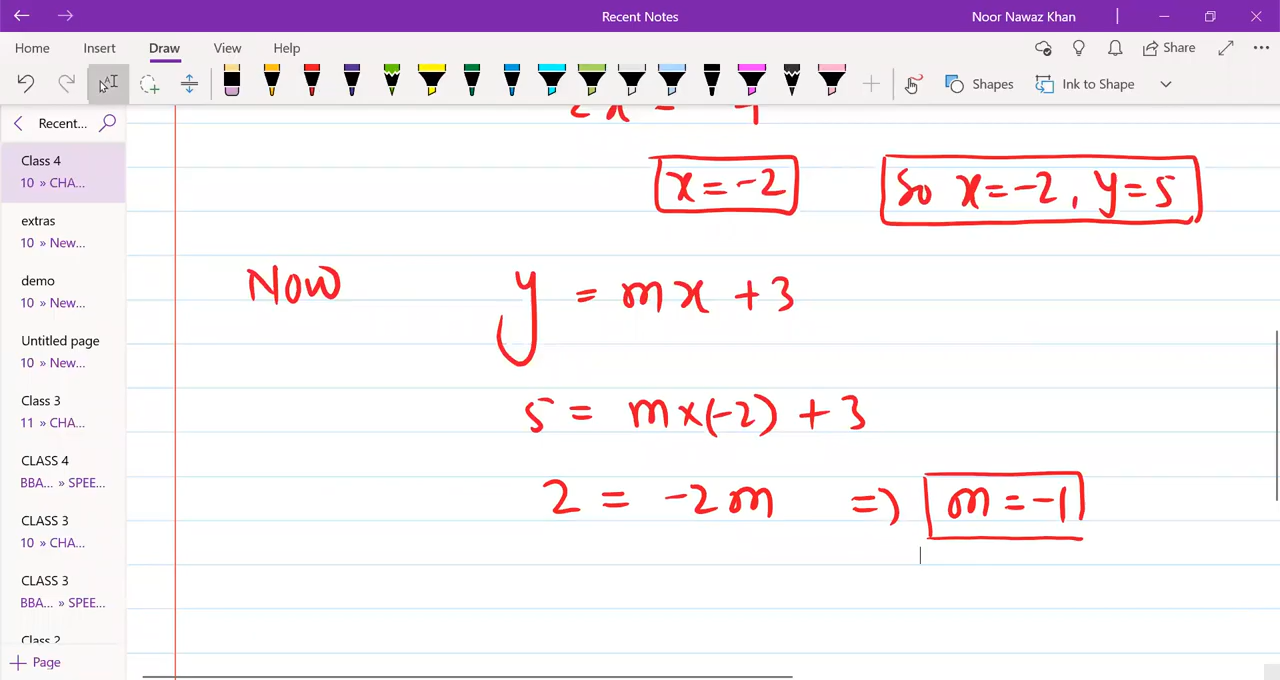 Recent Notes
Noor Nawaz Khan
Home Insert Draw View Help
Share
Shapes
Ink to Shape
Recent...
Class 4
10 » CHA...
extras
10 » New...
demo
10 » New...
Untitled page
10 » New...
Class 3
11 » CHA...
CLASS 4
BBA... » SPEE...
CLASS 3
10 » CHA...
CLASS 3
BBA... » SPEE...
Class 2
+ Page
x = -2
So x = -2, y = 5
Now y = mx + 3
5 = m×(-2) + 3
2 = -2m => m = -1